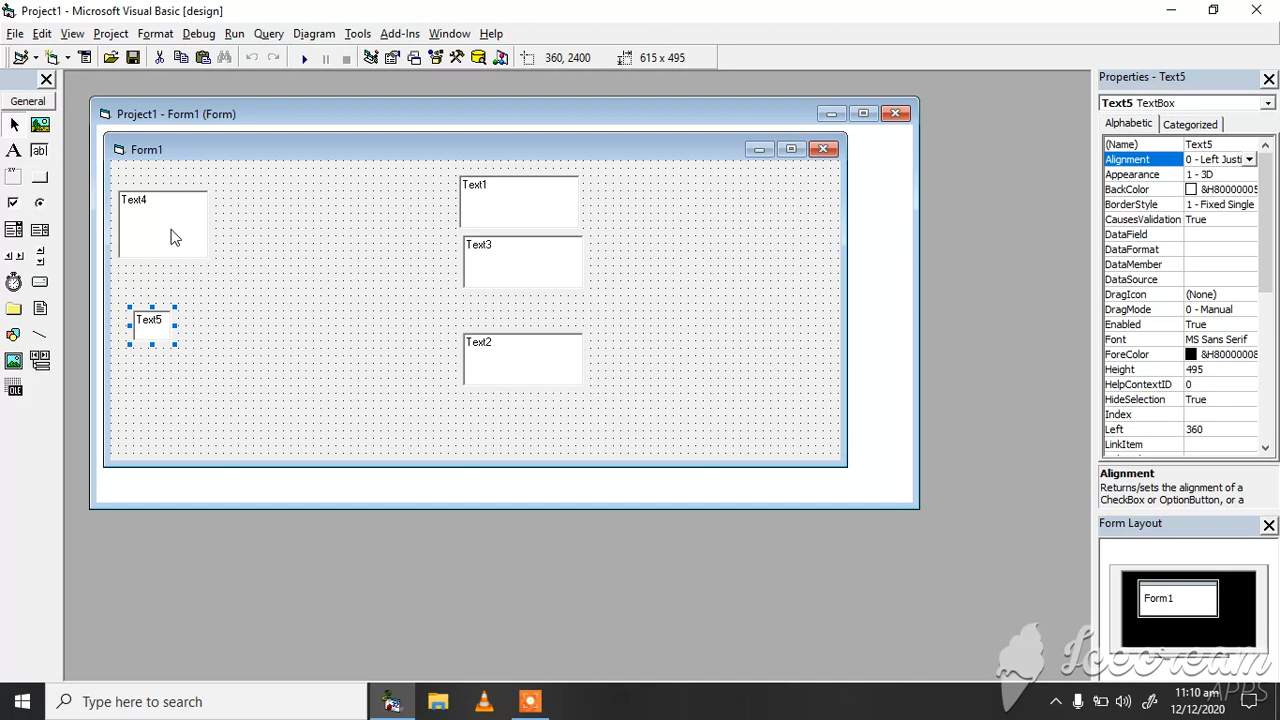 Project1 - Microsoft Visual Basic [design]
File Edit View Project Format Debug Run Query Diagram Tools Add-Ins Window Help
360, 2400 615 x 495
General
A ab|
XY
OLE
Project1 - Form1 (Form)
Form1
Text4
Text5
Text1
Text3
Text2
Properties - Text5
Text5 TextBox
Alphabetic Categorized
(Name) Text5
Alignment 0 - Left Justi
Appearance 1 - 3D
BackColor &H80000005
BorderStyle 1 - Fixed Single
CausesValidation True
DataField
DataFormat
DataMember
DataSource
DragIcon (None)
DragMode 0 - Manual
Enabled True
Font MS Sans Serif
ForeColor &H80000008
Height 495
HelpContextID 0
HideSelection True
Index
Left 360
LinkItem
Alignment
Returns/sets the alignment of a
CheckBox or OptionButton, or a
Form Layout
Form1
Icecream
APPS
Type here to search
11:10 am
12/12/2020